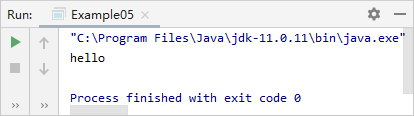 Run: Example05
"C:\Program Files\Java\jdk-11.0.11\bin\java.exe"
hello
Process finished with exit code 0